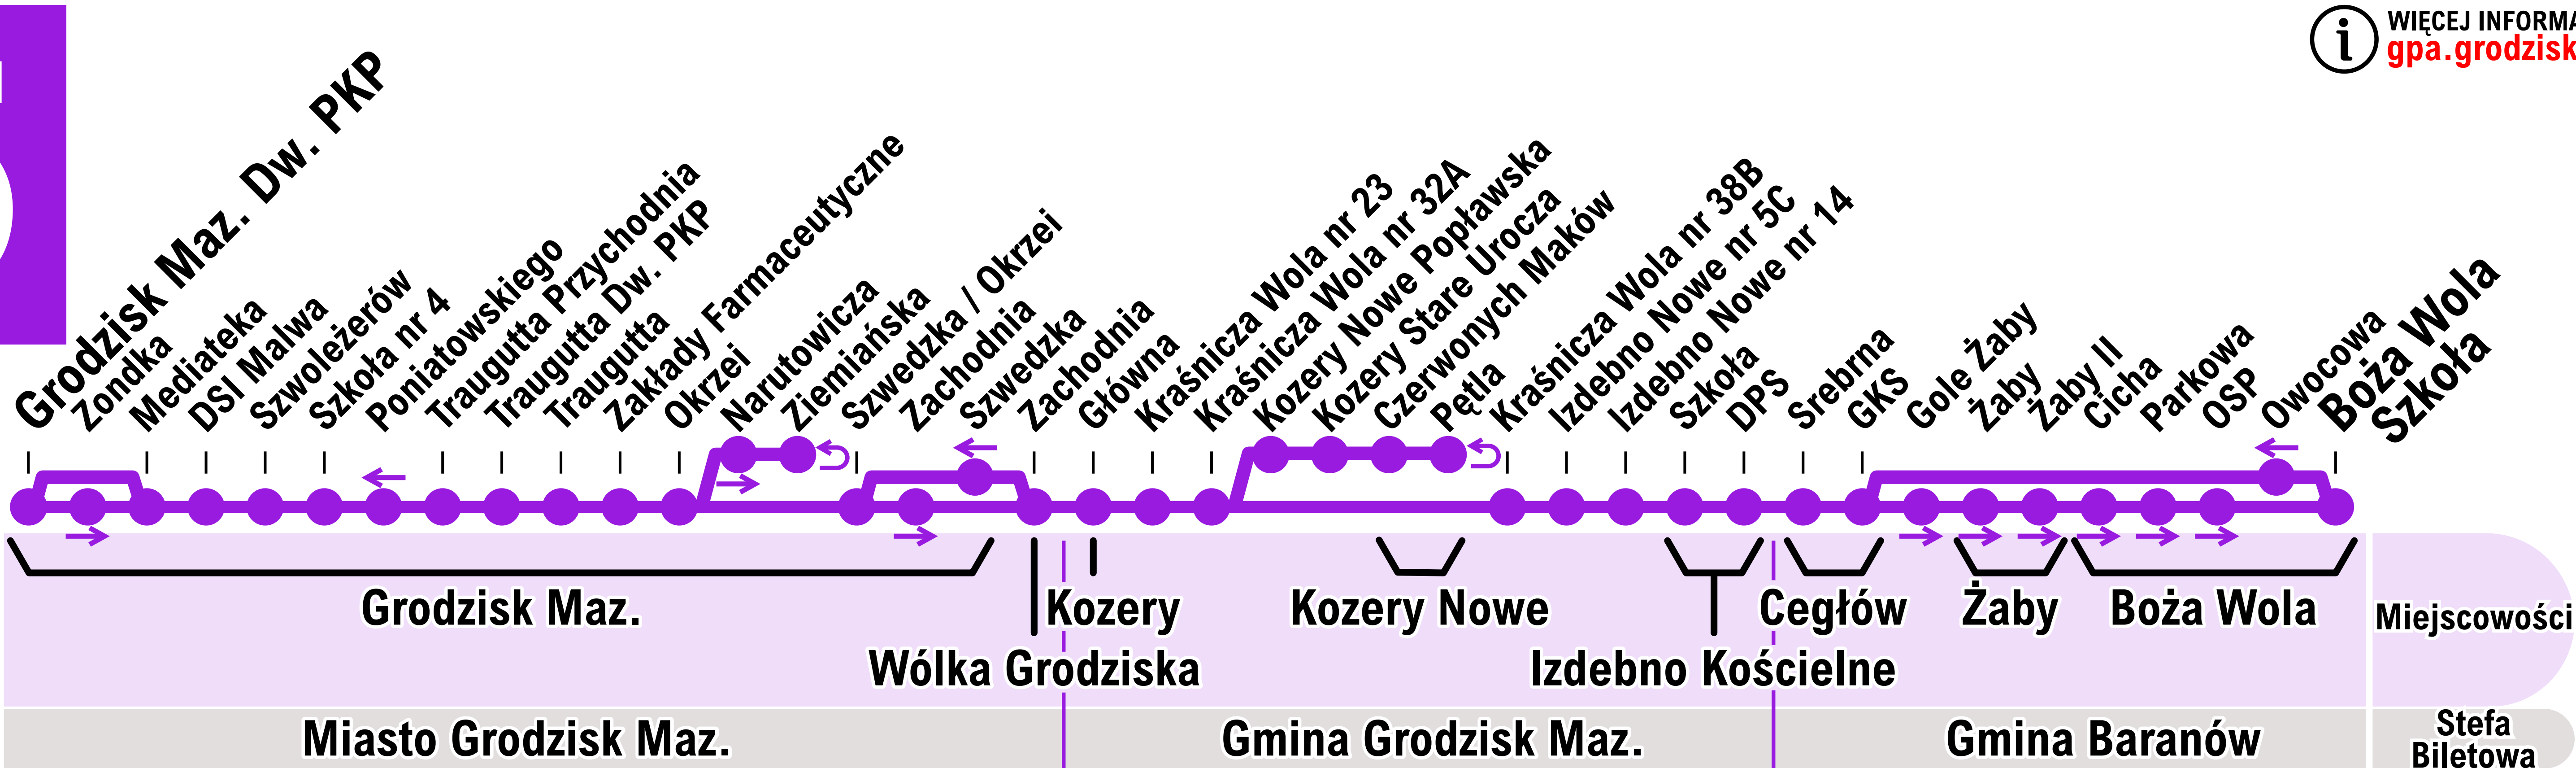 WIĘCEJ INFORMA
gpa.grodzisk
Grodzisk Maz. Dw. PKP
Zondka
Mediateka
DSI Malwa
Szwoleżerów
Szkoła nr 4
Poniatowskiego
Traugutta Przychodnia
Traugutta Dw. PKP
Traugutta
Zakłady Farmaceutyczne
Okrzei
Narutowicza
Ziemiańska
Szwedzka / Okrzei
Zachodnia
Szwedzka
Zachodnia
Główna
Kraśnicza Wola nr 23
Kraśnicza Wola nr 32A
Kozery Nowe Popławska
Kozery Stare Urocza
Czerwonych Maków
Pętla
Kraśnicza Wola nr 38B
Izdebno Nowe nr 5C
Izdebno Nowe nr 14
Szkoła
DPS
Srebrna
GKS
Gole Żaby
Żaby
Żaby II
Cicha
Parkowa
OSP
Owocowa
Boża Wola
Szkoła
Grodzisk Maz.
Kozery
Kozery Nowe
Cegłów
Żaby
Boża Wola
Miejscowości
Wólka Grodziska
Izdebno Kościelne
Miasto Grodzisk Maz.
Gmina Grodzisk Maz.
Gmina Baranów
Stefa
Biletowa